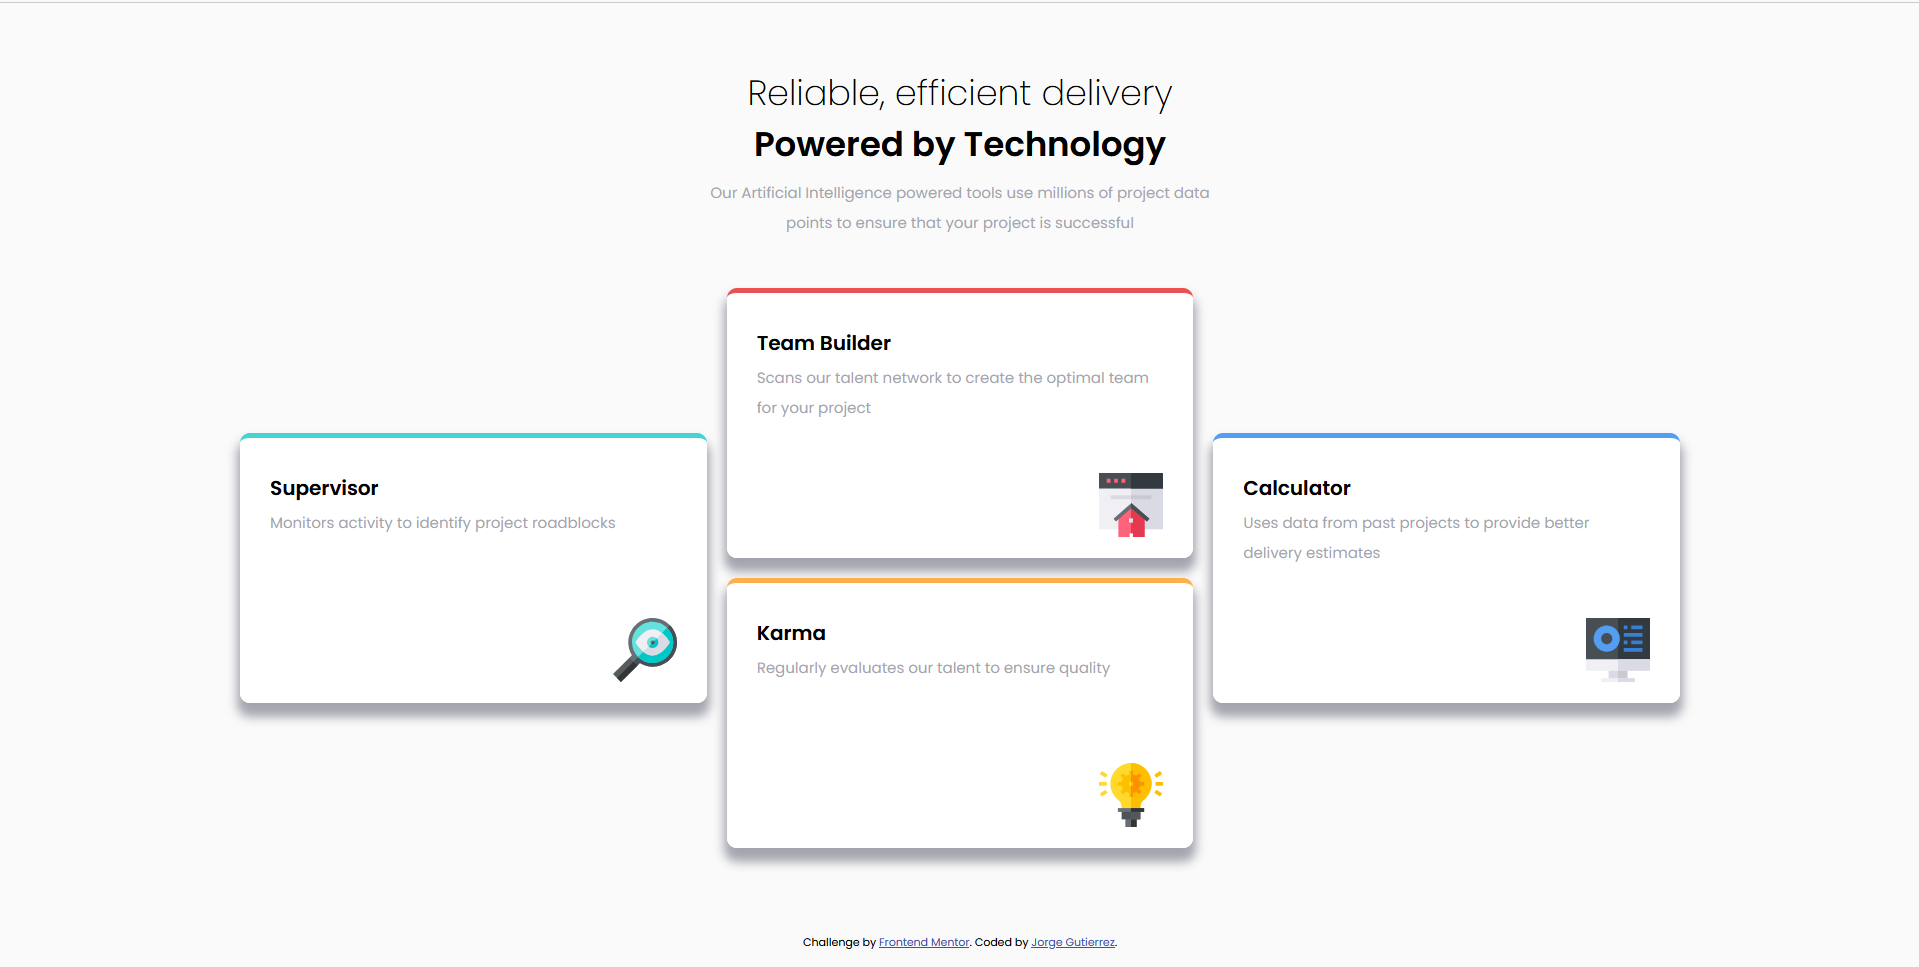 Reliable, efficient delivery
Powered by Technology
Our Artificial Intelligence powered tools use millions of project data
points to ensure that your project is successful
Supervisor
Monitors activity to identify project roadblocks
Team Builder
Scans our talent network to create the optimal team
for your project
Karma
Regularly evaluates our talent to ensure quality
Calculator
Uses data from past projects to provide better
delivery estimates
Challenge by Frontend Mentor. Coded by Jorge Gutierrez.